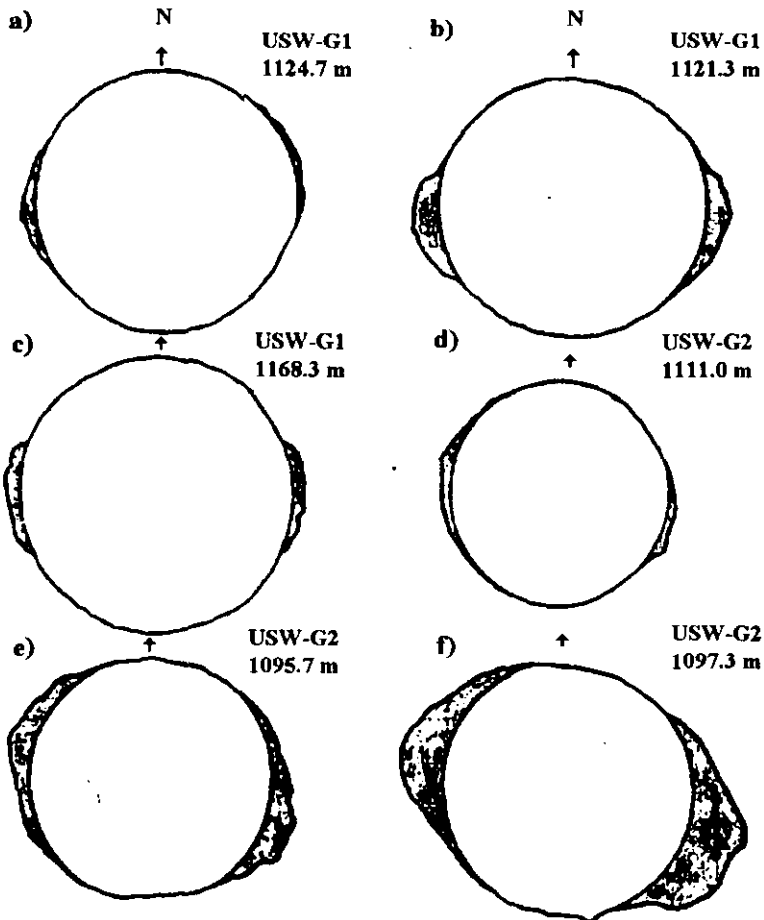 a)
N
USW-G1
1124.7 m
b)
N
USW-G1
1121.3 m
c)
USW-G1
1168.3 m
d)
USW-G2
1111.0 m
e)
USW-G2
1095.7 m
f)
USW-G2
1097.3 m